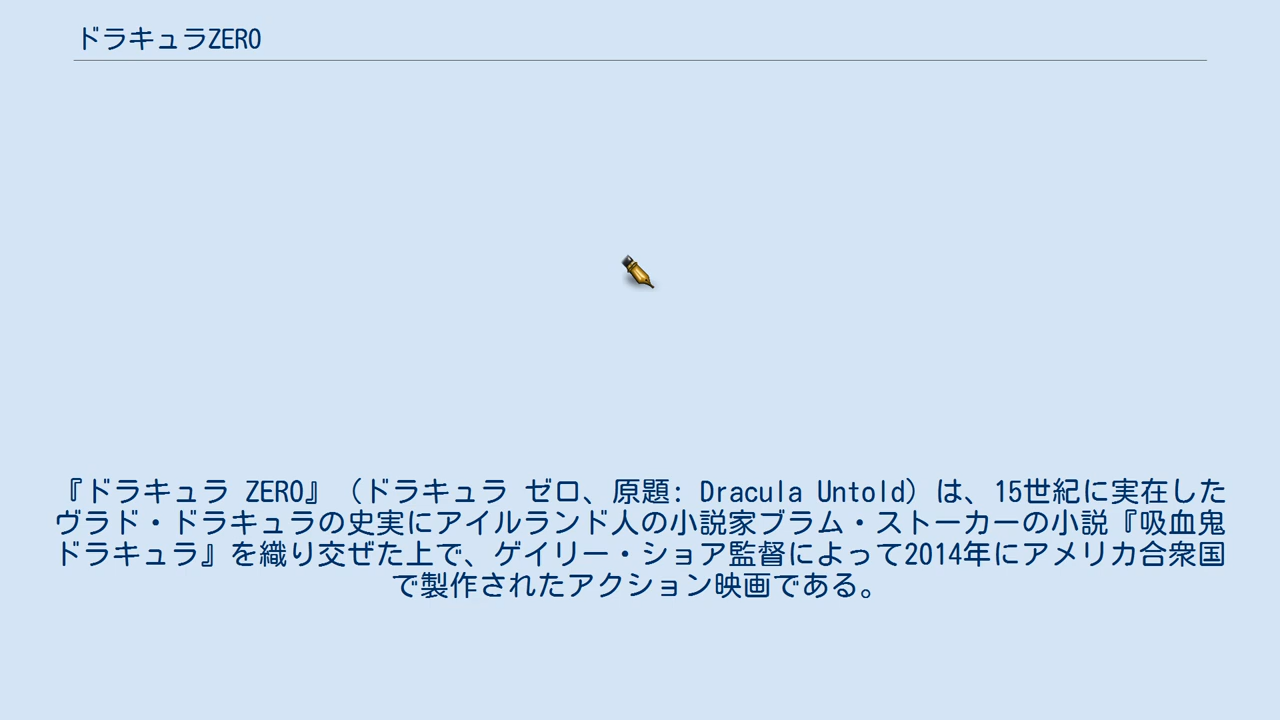 ドラキュラZERO
『ドラキュラ ZERO』（ドラキュラ ゼロ、原題: Dracula Untold）は、15世紀に実在した
ヴラド・ドラキュラの史実にアイルランド人の小説家ブラム・ストーカーの小説『吸血鬼
ドラキュラ』を織り交ぜた上で、ゲイリー・ショア監督によって2014年にアメリカ合衆国
で製作されたアクション映画である。